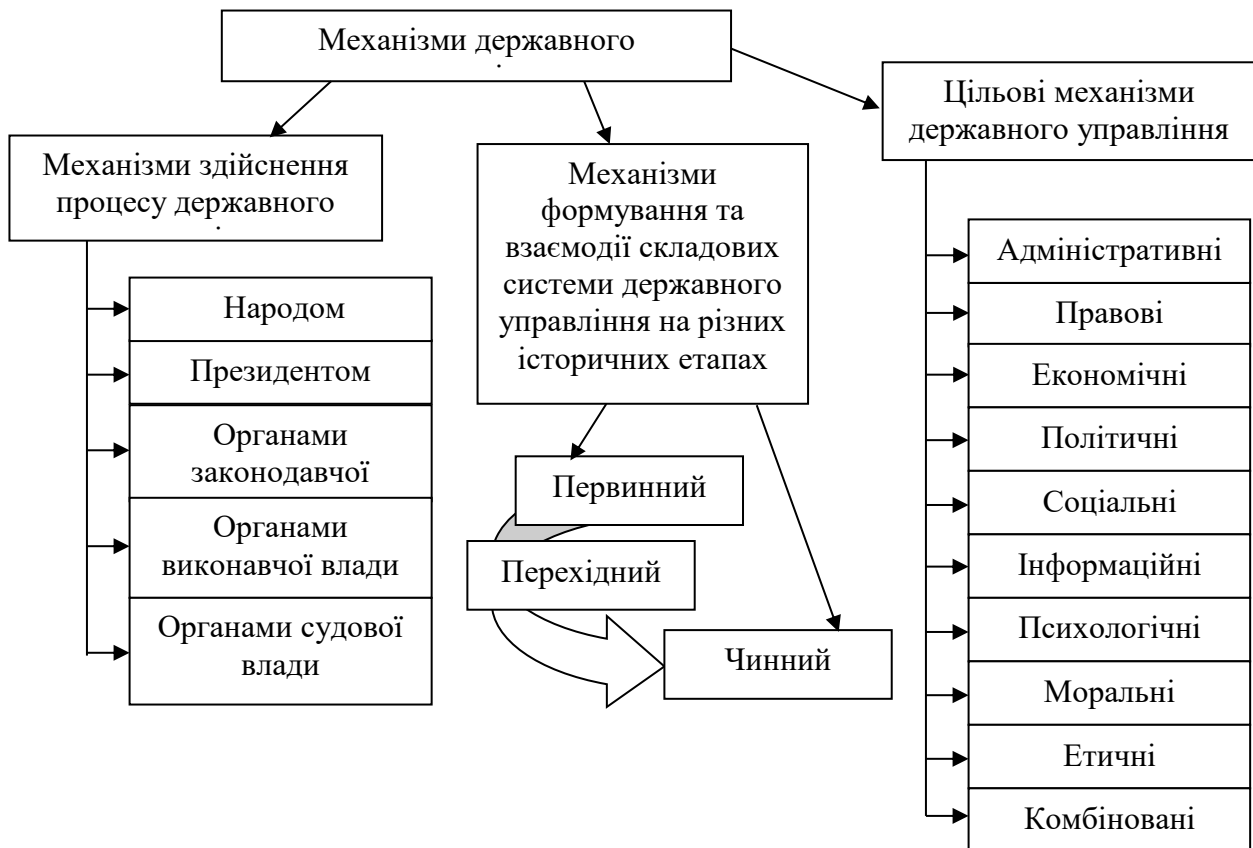 Механізми державного
Цільові механізми
державного управління
Механізми здійснення
процесу державного
Механізми
формування та
взаємодії складових
системи державного
управління на різних
історичних етапах
Народом
Президентом
Органами
законодавчої
Органами
виконавчої влади
Органами судової
влади
Первинний
Перехідний
Чинний
Адміністративні
Правові
Економічні
Політичні
Соціальні
Інформаційні
Психологічні
Моральні
Етичні
Комбіновані